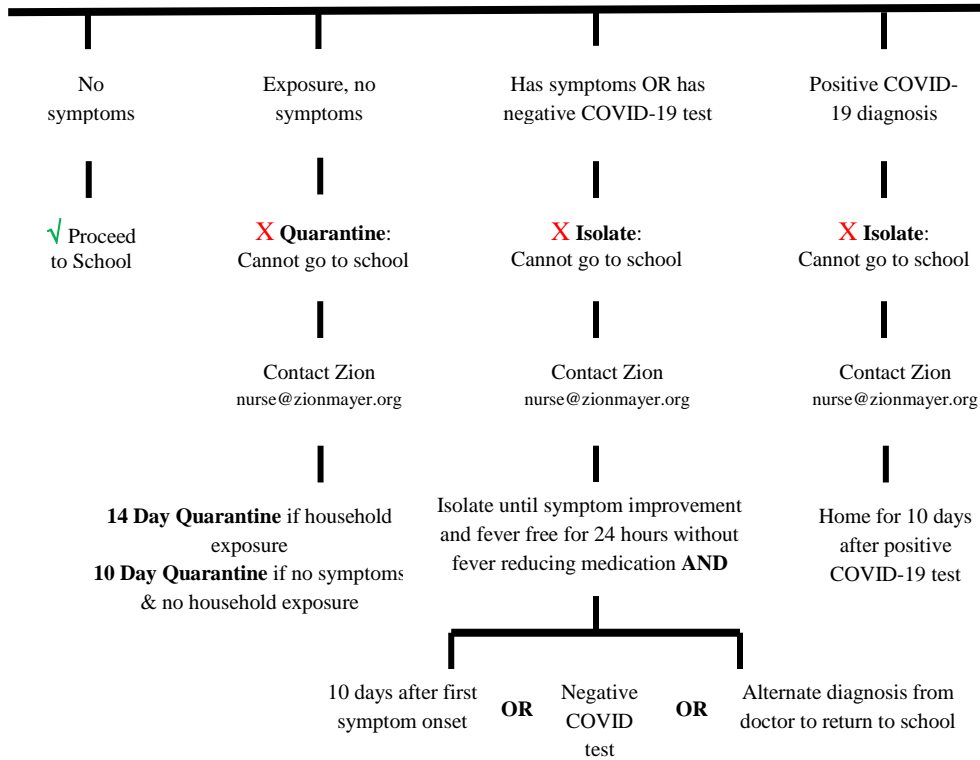 No
symptoms
√ Proceed
to School
Exposure, no
symptoms
X Quarantine:
Cannot go to school
Contact Zion
nurse@zionmayer.org
14 Day Quarantine if household
exposure
10 Day Quarantine if no symptoms
& no household exposure
Has symptoms OR has
negative COVID-19 test
X Isolate:
Cannot go to school
Contact Zion
nurse@zionmayer.org
Isolate until symptom improvement
and fever free for 24 hours without
fever reducing medication AND
10 days after first
symptom onset
OR
Negative
COVID
test
OR
Alternate diagnosis from
doctor to return to school
Positive COVID-
19 diagnosis
X Isolate:
Cannot go to school
Contact Zion
nurse@zionmayer.org
Home for 10 days
after positive
COVID-19 test